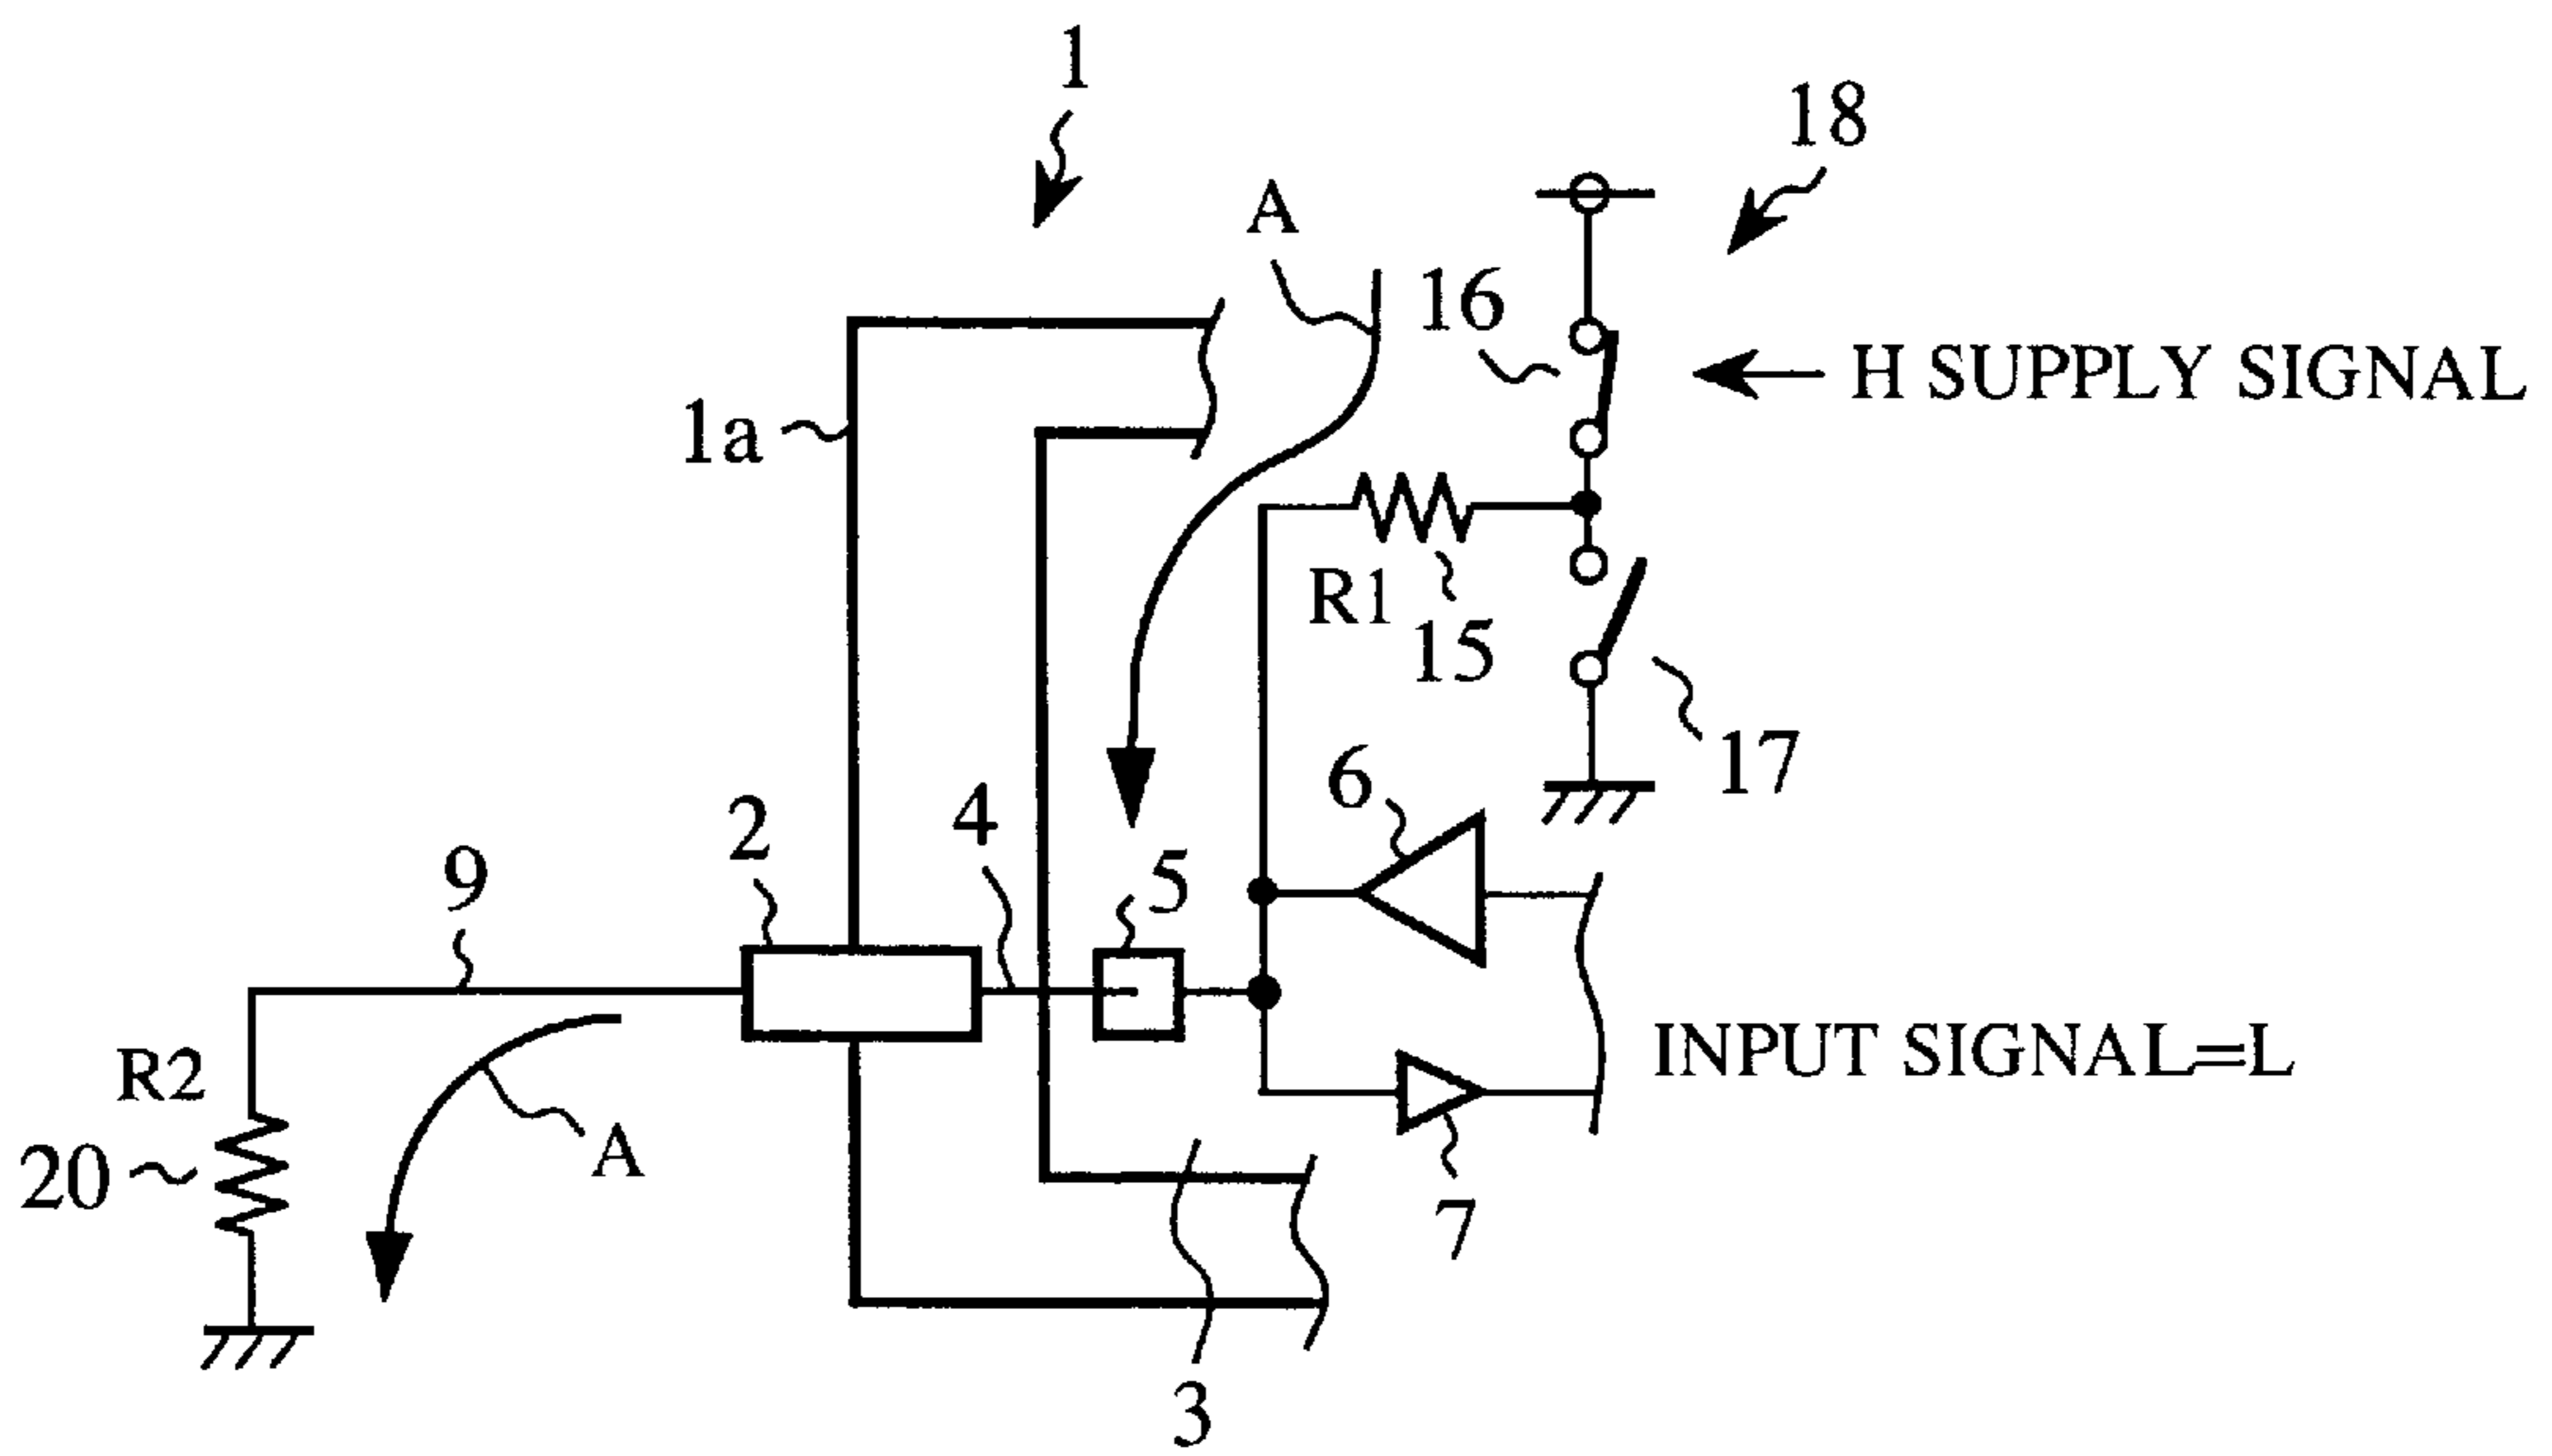 1
18
A
16
H SUPPLY SIGNAL
1a
R1
15
17
6
2
4
5
9
INPUT SIGNAL=L
R2
20
A
7
3